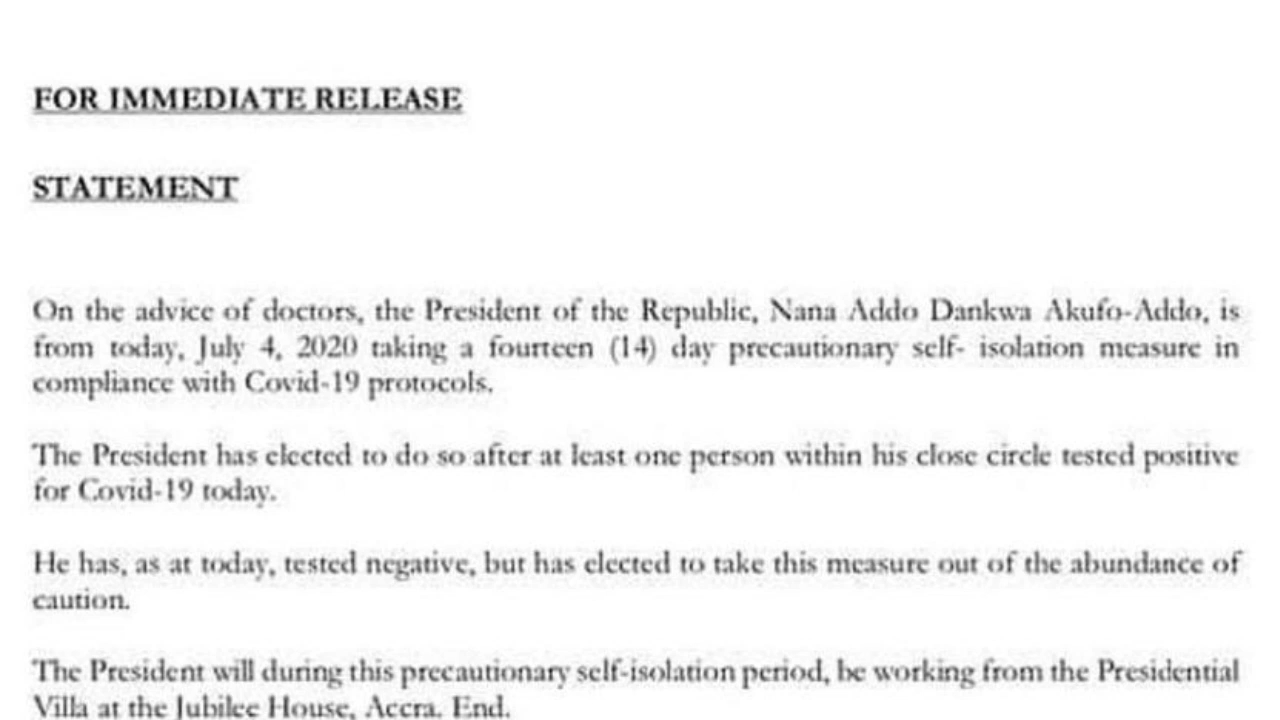 FOR IMMEDIATE RELEASE
STATEMENT
On the advice of doctors, the President of the Republic, Nana Addo Dankwa Akufo-Addo, is
from today, July 4, 2020 taking a fourteen (14) day precautionary self- isolation measure in
compliance with Covid-19 protocols.
The President has elected to do so after at least one person within his close circle tested positive
for Covid-19 today.
He has, as at today, tested negative, but has elected to take this measure out of the abundance of
caution.
The President will during this precautionary self-isolation period, be working from the Presidential
Villa at the Jubilee House, Accra. End.